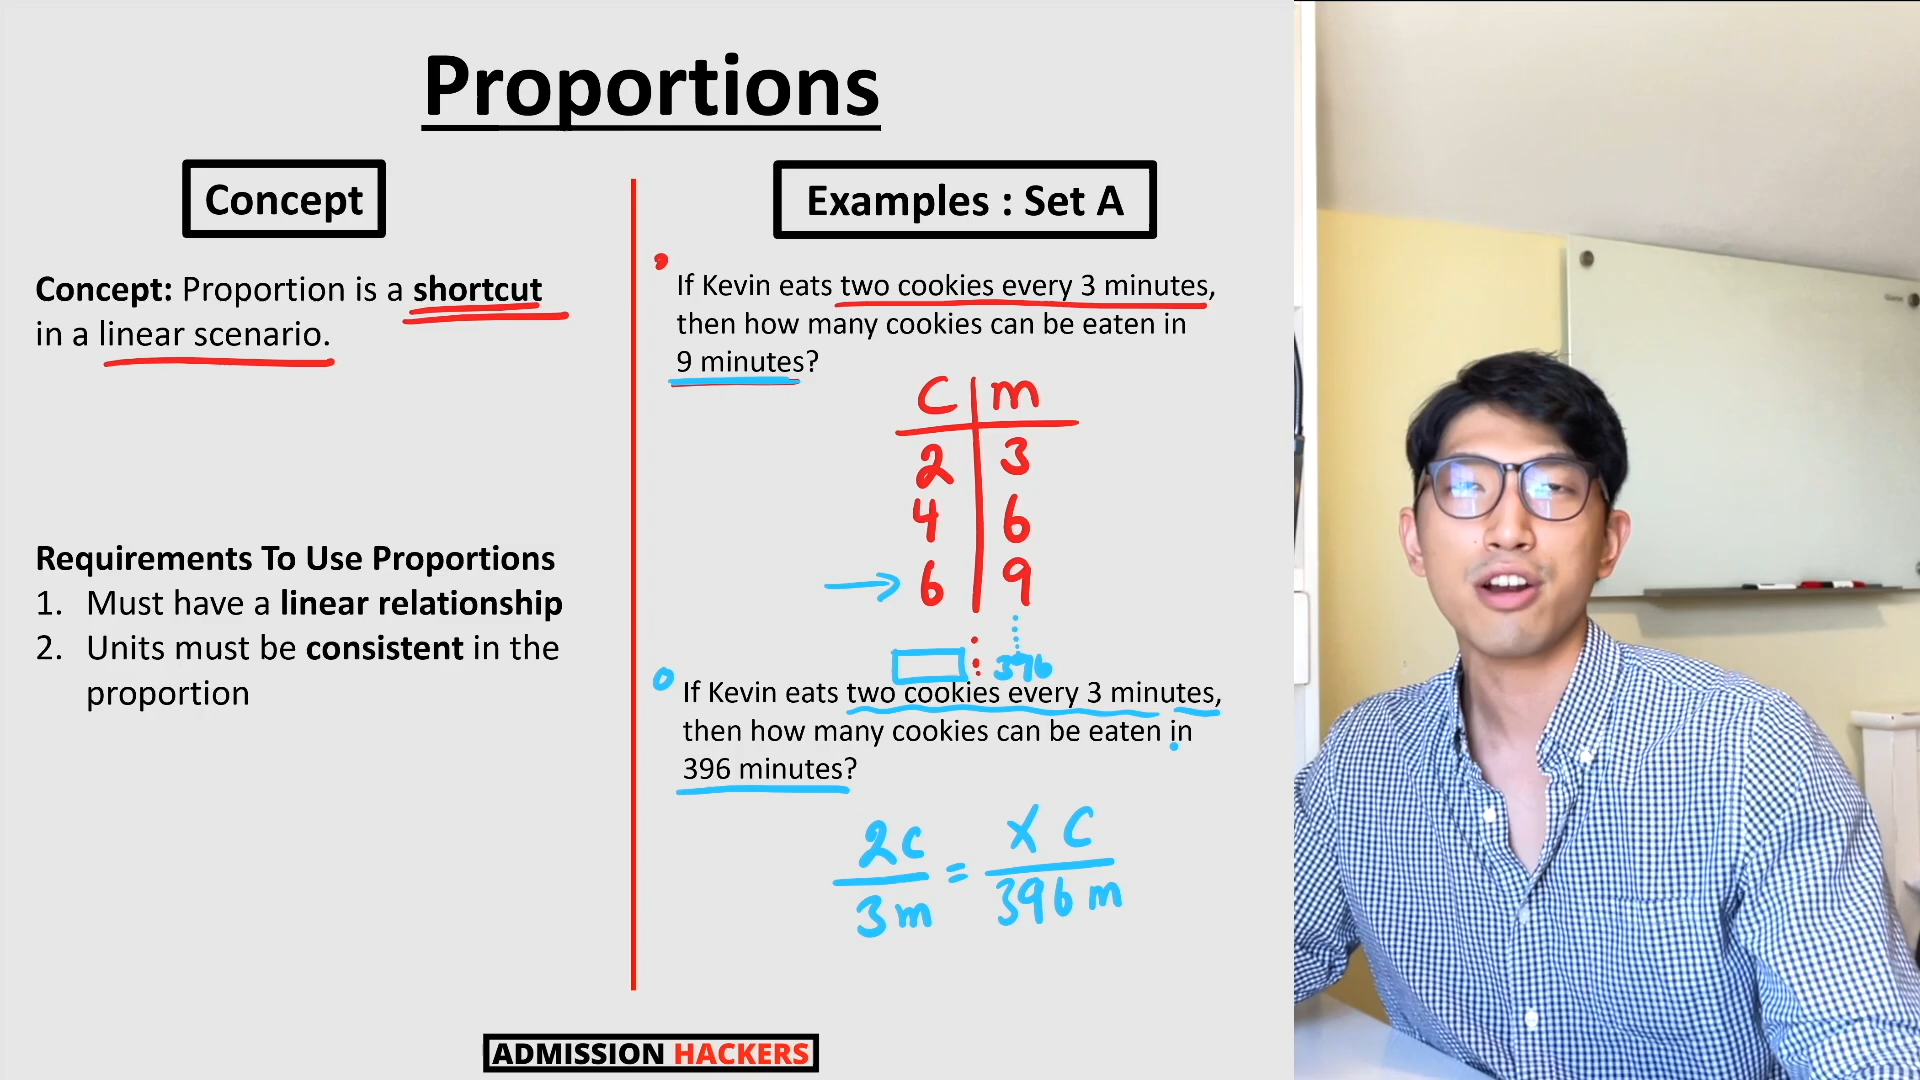 Proportions
Concept
Concept: Proportion is a shortcut
in a linear scenario.
Requirements To Use Proportions
1. Must have a linear relationship
2. Units must be consistent in the
proportion
Examples : Set A
If Kevin eats two cookies every 3 minutes,
then how many cookies can be eaten in
9 minutes?
C m
2 3
4 6
6 9
396
If Kevin eats two cookies every 3 minutes,
then how many cookies can be eaten in
396 minutes?
2c = x c
3m 396 m
ADMISSION HACKERS